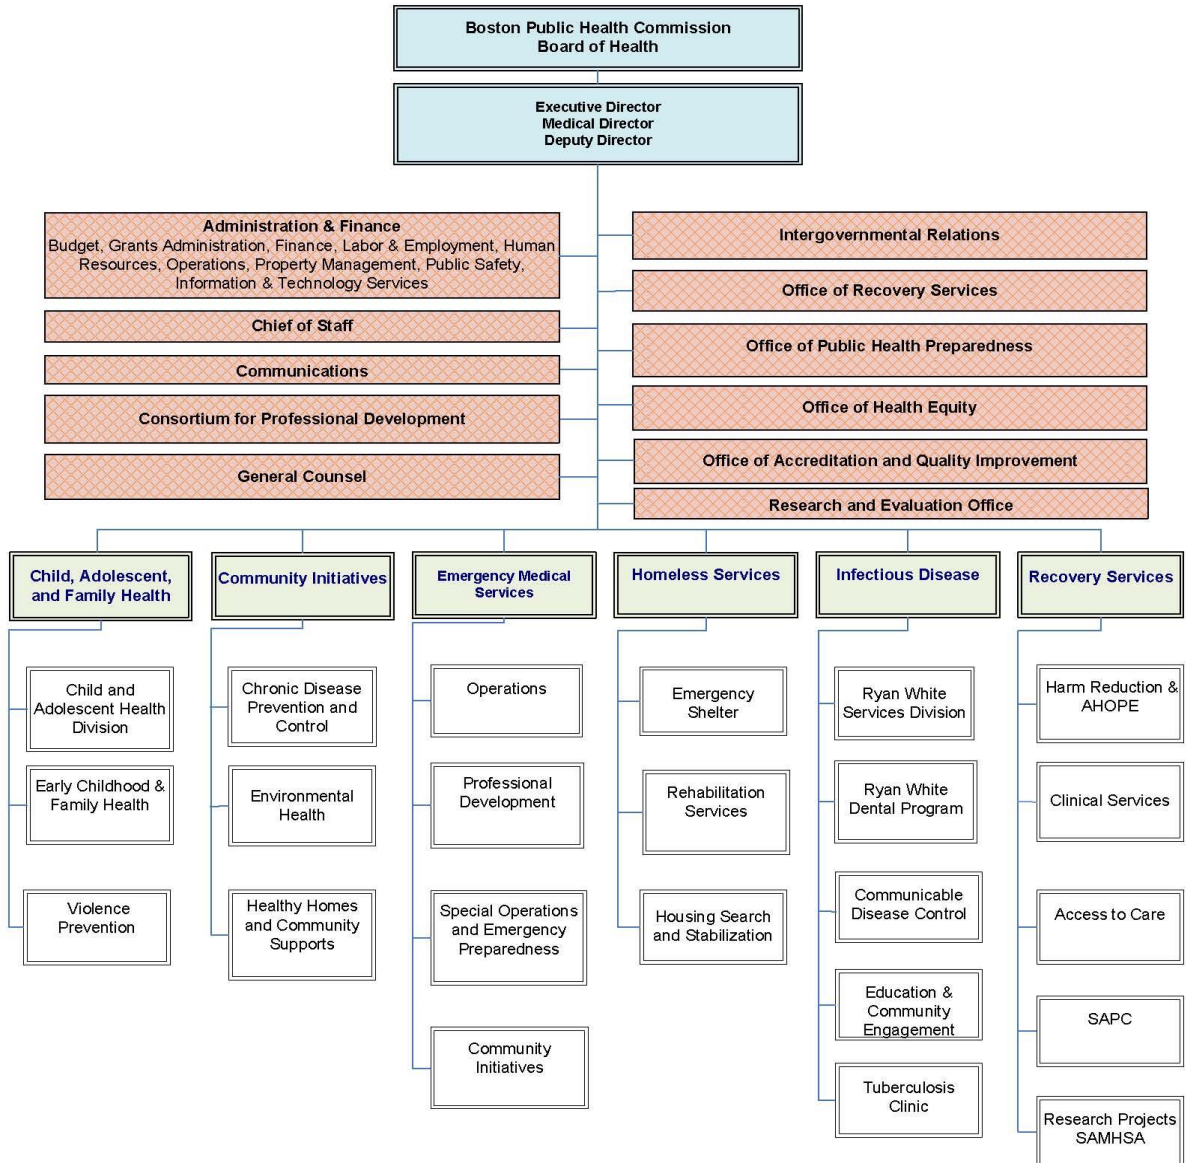 Boston Public Health Commission
Board of Health
Executive Director
Medical Director
Deputy Director
Administration & Finance
Budget, Grants Administration, Finance, Labor & Employment, Human
Resources, Operations, Property Management, Public Safety,
Information & Technology Services
Chief of Staff
Communications
Consortium for Professional Development
General Counsel
Intergovernmental Relations
Office of Recovery Services
Office of Public Health Preparedness
Office of Health Equity
Office of Accreditation and Quality Improvement
Research and Evaluation Office
Child, Adolescent,
and Family Health
Child and
Adolescent Health
Division
Early Childhood &
Family Health
Violence
Prevention
Community Initiatives
Chronic Disease
Prevention and
Control
Environmental
Health
Healthy Homes
and Community
Supports
Emergency Medical
Services
Operations
Professional
Development
Special Operations
and Emergency
Preparedness
Community
Initiatives
Homeless Services
Emergency
Shelter
Rehabilitation
Services
Housing Search
and Stabilization
Infectious Disease
Ryan White
Services Division
Ryan White
Dental Program
Communicable
Disease Control
Education &
Community
Engagement
Tuberculosis
Clinic
Recovery Services
Harm Reduction &
AHOPE
Clinical Services
Access to Care
SAPC
Research Projects
SAMHSA